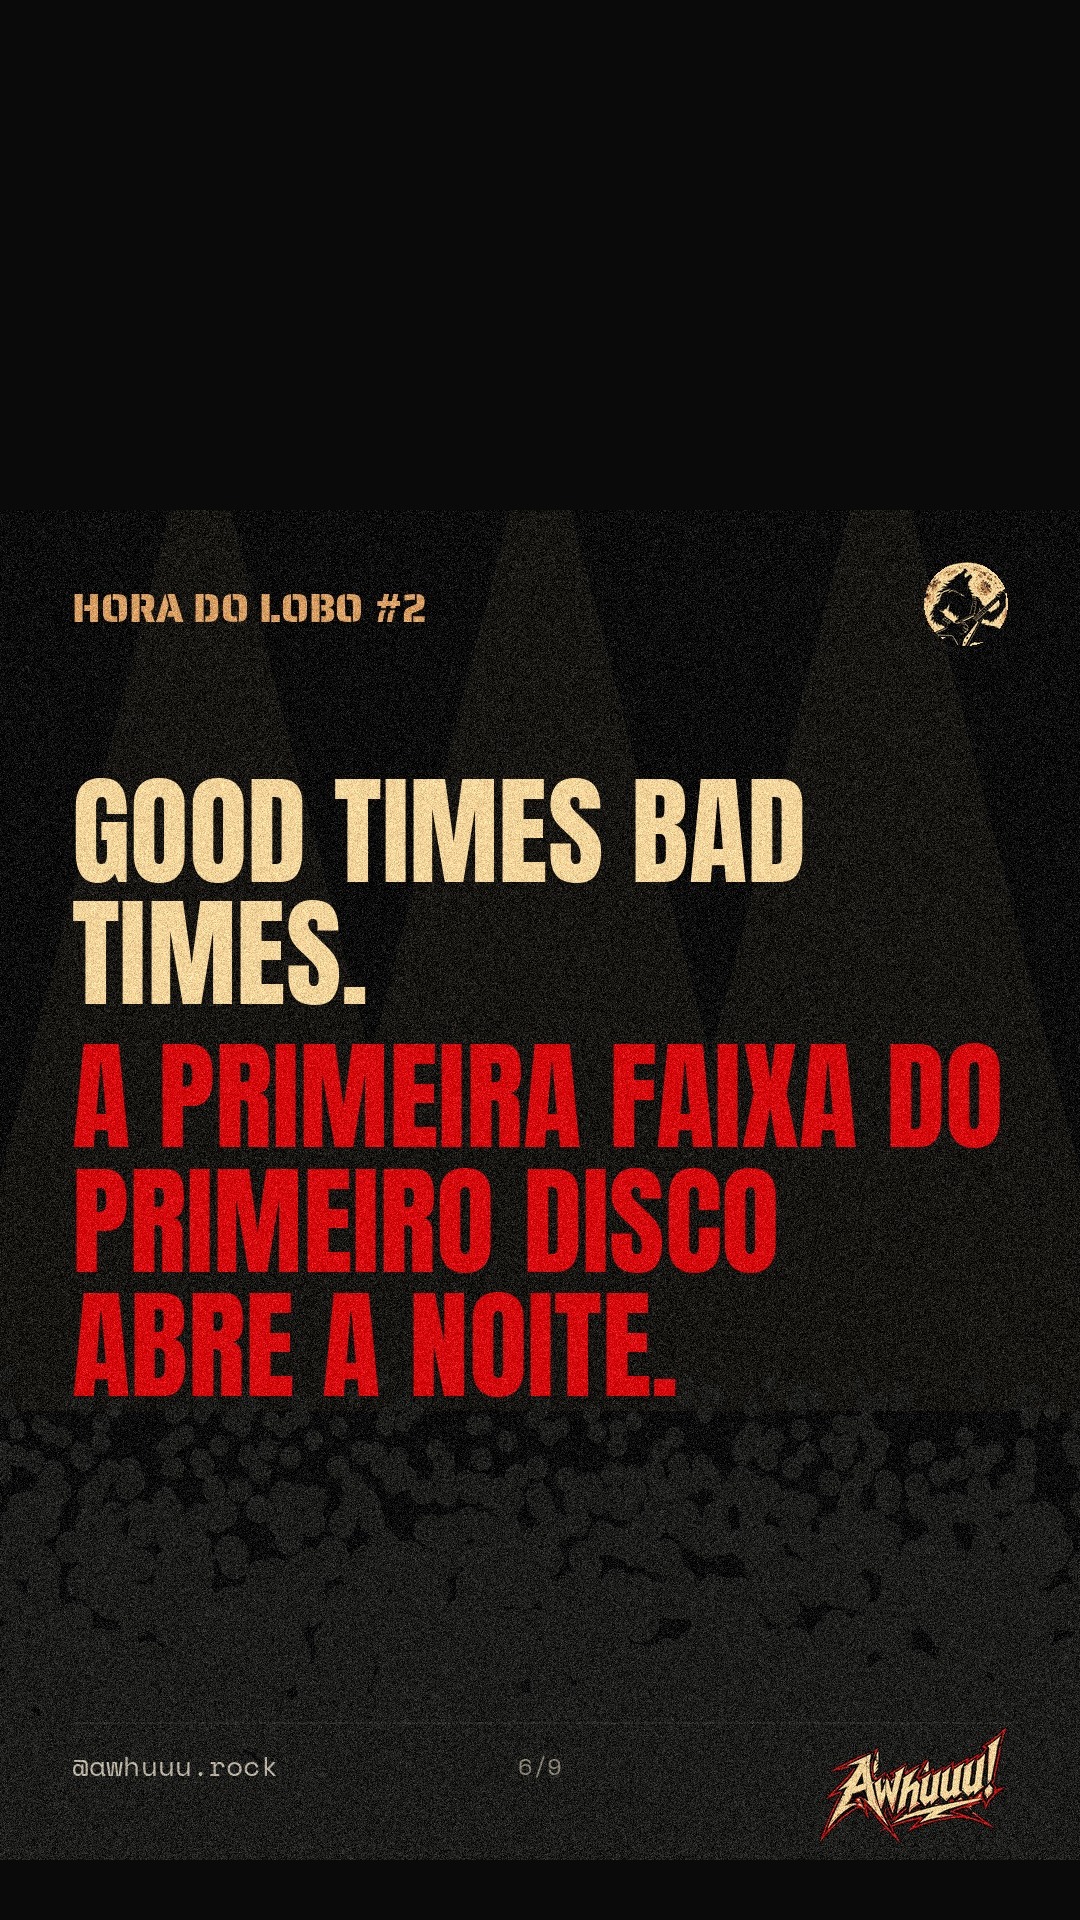 HORA DO LOBO #2
GOOD TIMES BAD
TIMES.
A PRIMEIRA FAIXA DO
PRIMEIRO DISCO
ABRE A NOITE.
@awhuuu.rock
6/9
Awhuuu!